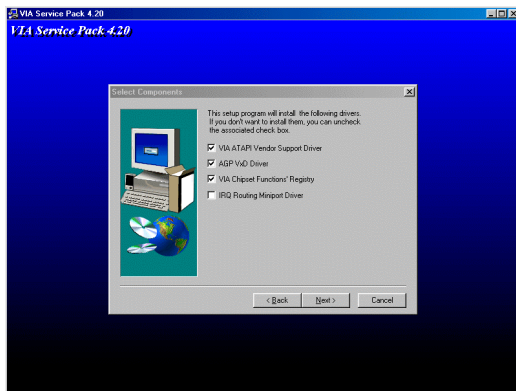 VIA Service Pack 4.20
VIA Service Pack 4.20
Select Components
This setup program will install the following drivers.
If you don't want to install them, you can uncheck
the associated check box.
VIA ATAPI Vendor Support Driver
AGP VxD Driver
VIA Chipset Functions' Registry
IRQ Routing Miniport Driver
< Back
Next >
Cancel